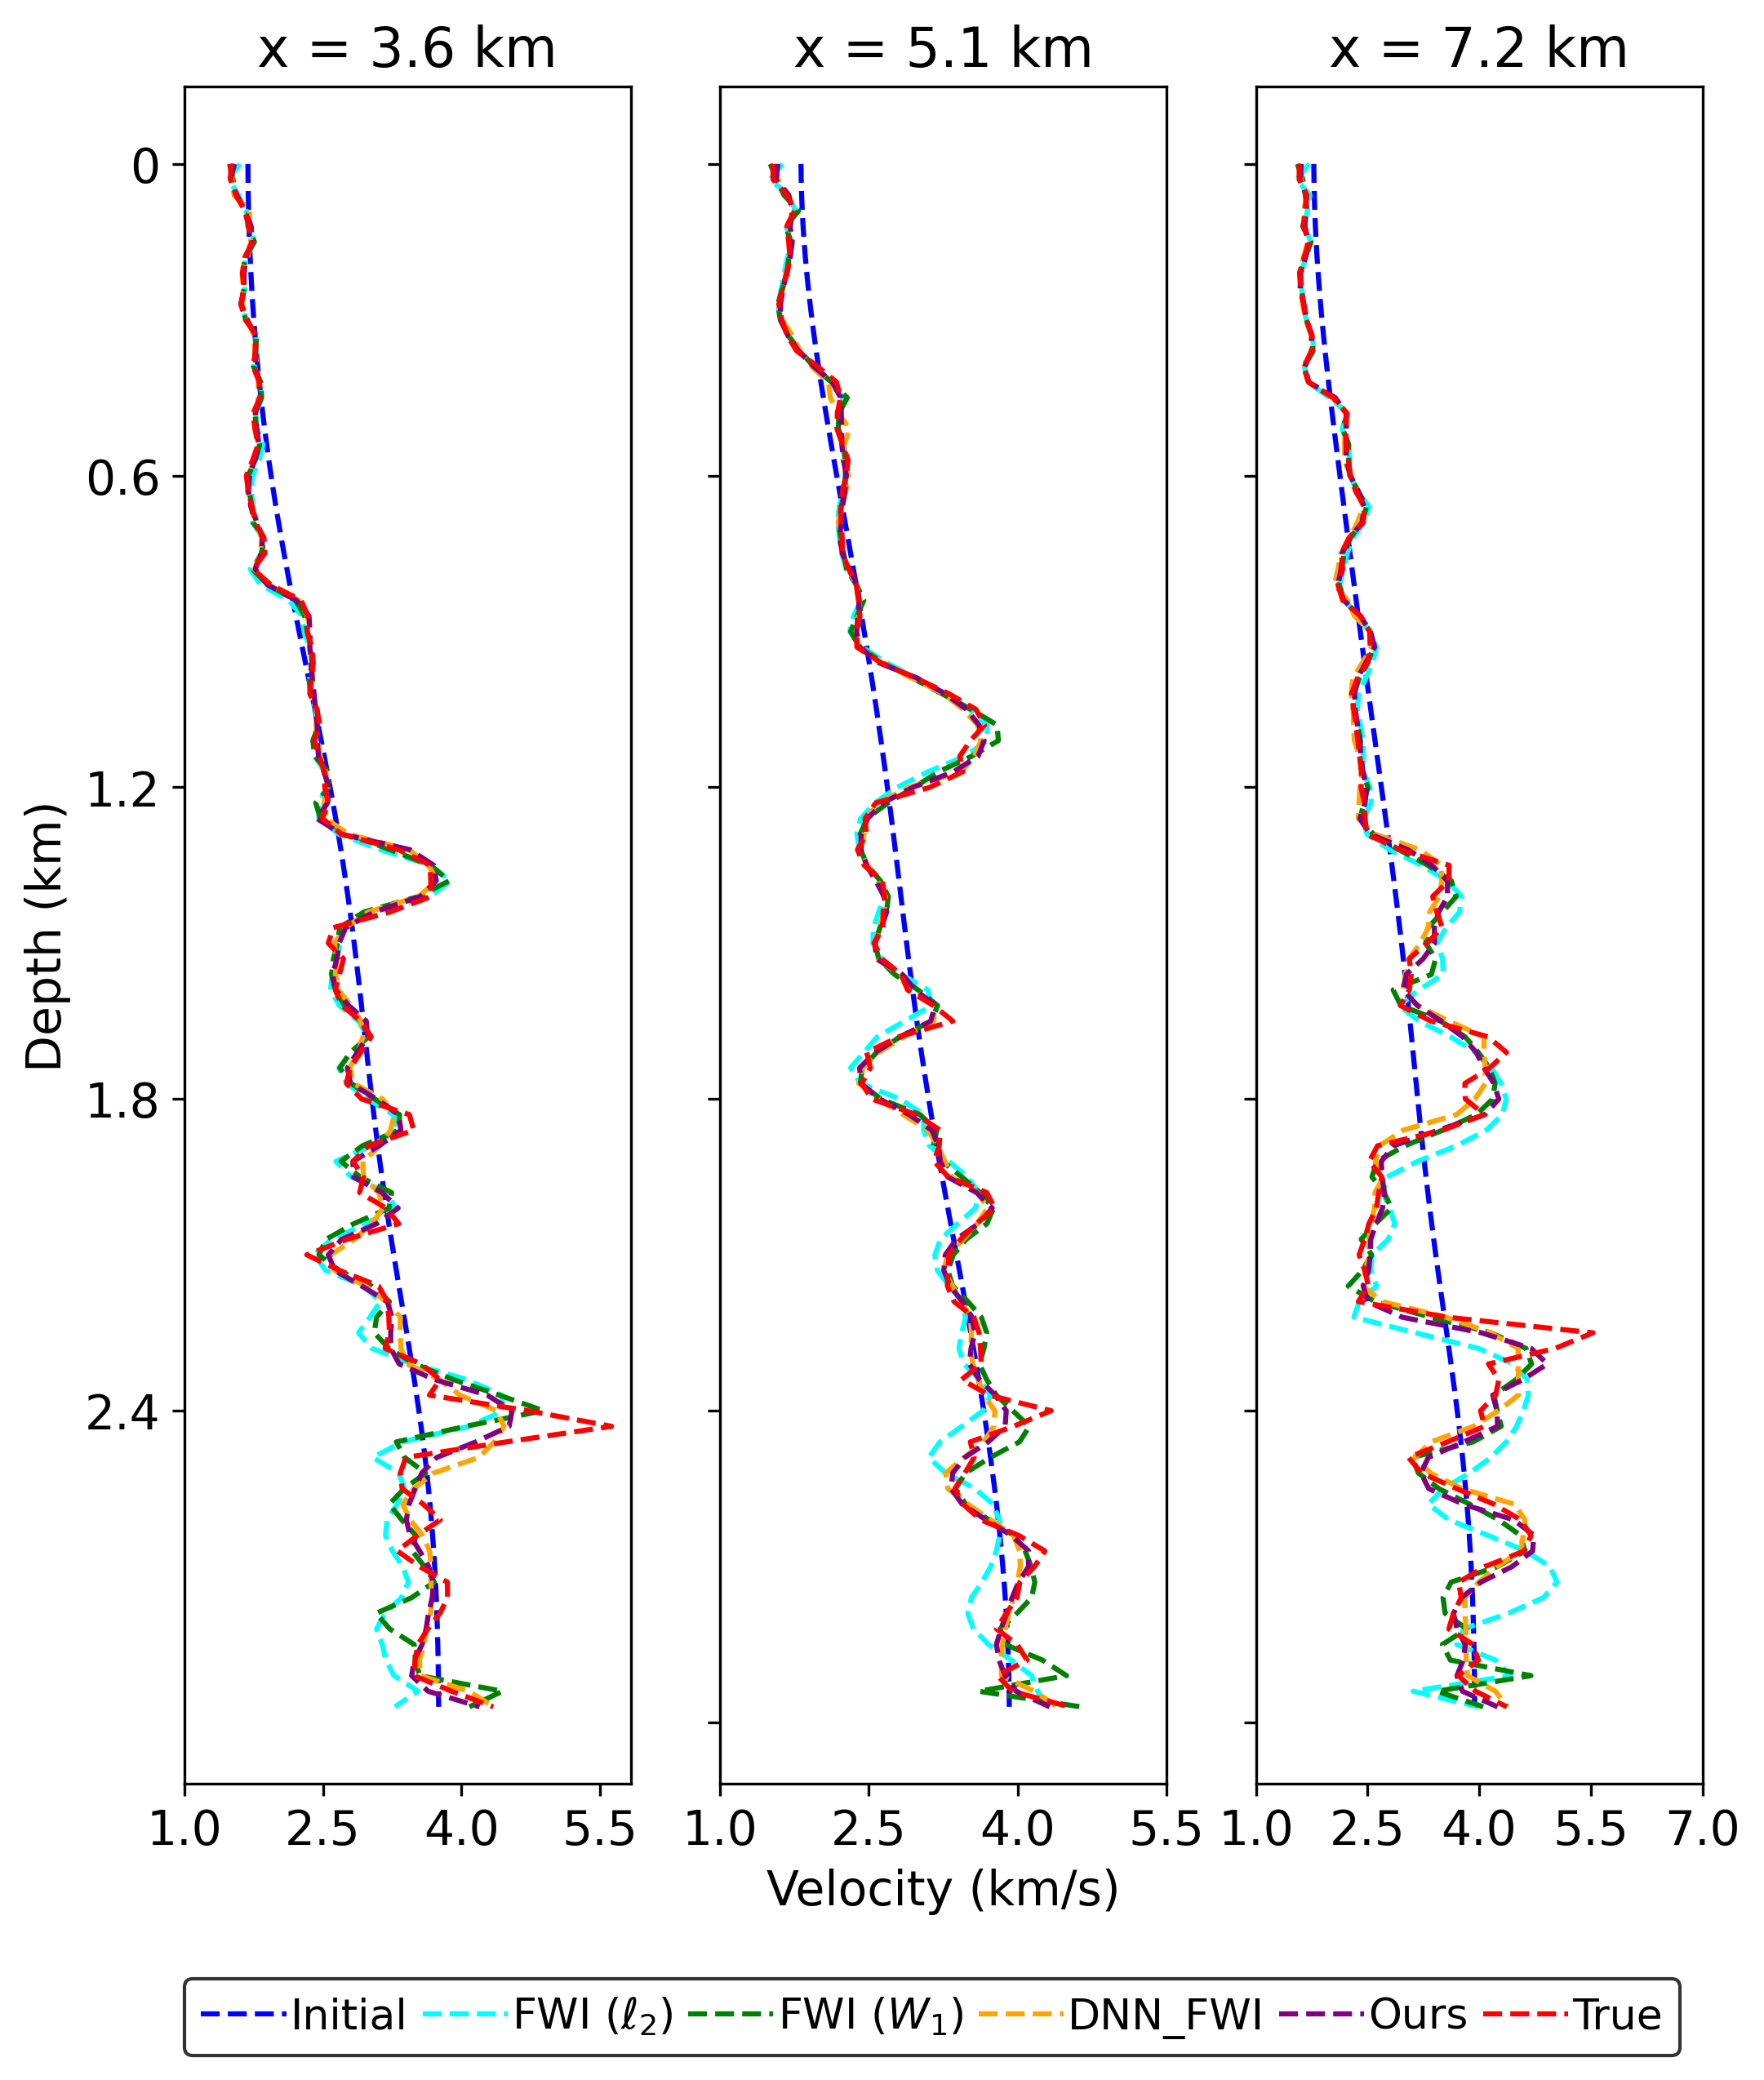 x = 3.6 km x = 5.1 km x = 7.2 km
0
0.6
1.2
1.8
2.4
Depth (km)
1.0 2.5 4.0 5.5 1.0 2.5 4.0 5.5 1.0 2.5 4.0 5.5 7.0
Velocity (km/s)
Initial FWI (ℓ₂) FWI (W₁) DNN_FWI Ours True